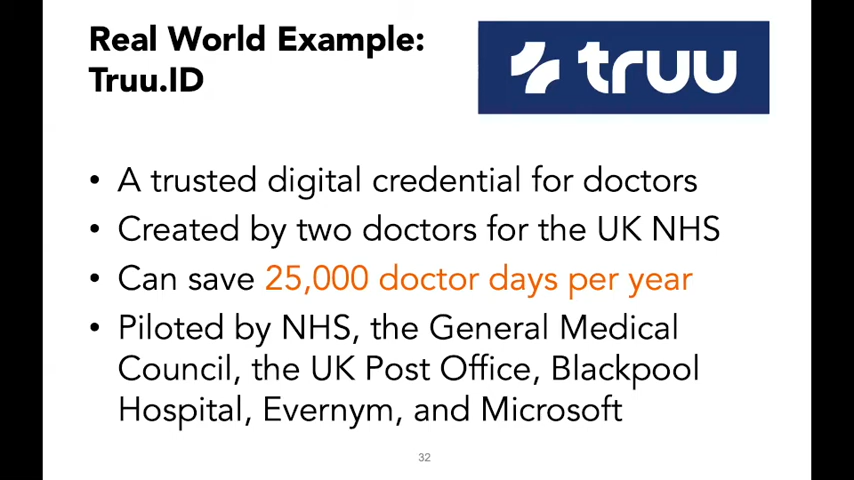 Real World Example:
Truu.ID
truu
• A trusted digital credential for doctors
• Created by two doctors for the UK NHS
• Can save 25,000 doctor days per year
• Piloted by NHS, the General Medical
Council, the UK Post Office, Blackpool
Hospital, Evernym, and Microsoft
32